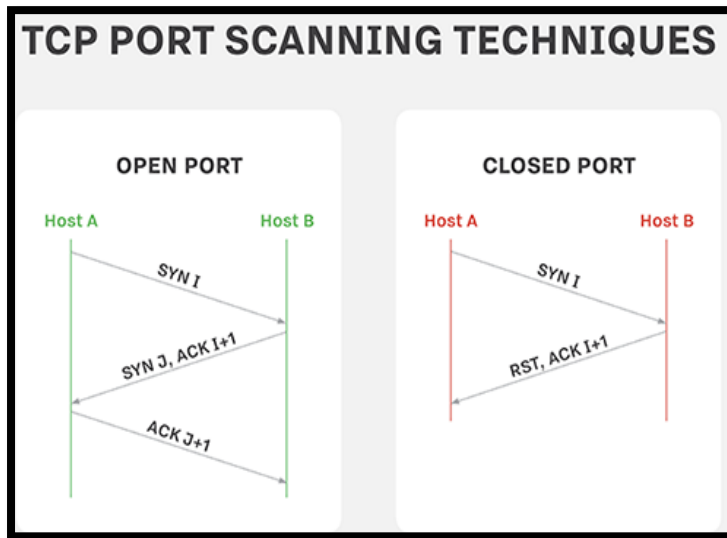 TCP PORT SCANNING TECHNIQUES
OPEN PORT
Host A
Host B
SYN I
SYN J, ACK I+1
ACK J+1
CLOSED PORT
Host A
Host B
SYN I
RST, ACK I+1